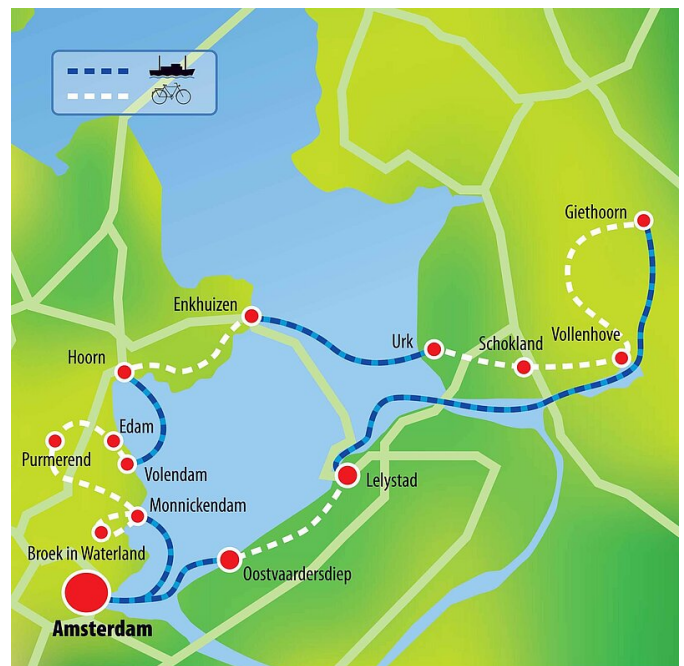 Giethoorn
Enkhuizen
Urk
Schokland
Vollenhove
Hoorn
Edam
Purmerend
Volendam
Lelystad
Monnickendam
Broek in Waterland
Oostvaardersdiep
Amsterdam